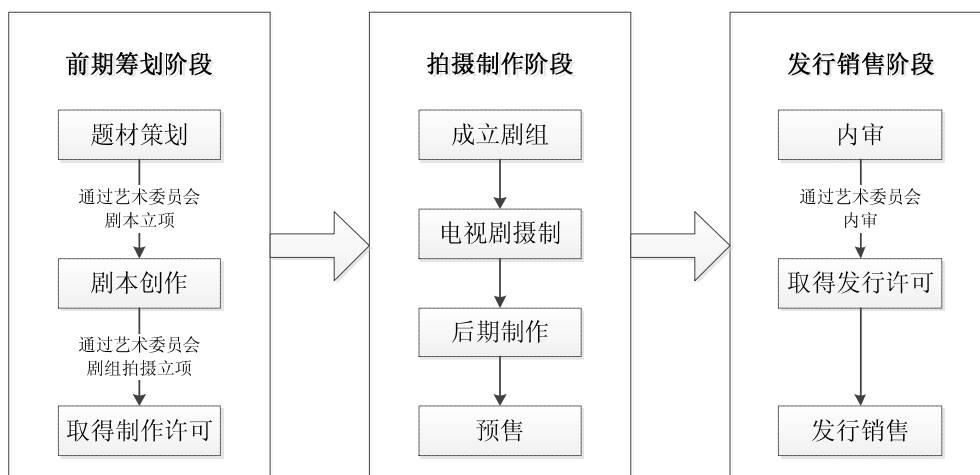 前期筹划阶段
题材策划
通过艺术委员会
剧本立项
剧本创作
通过艺术委员会
剧组拍摄立项
取得制作许可
拍摄制作阶段
成立剧组
电视剧摄制
后期制作
预售
发行销售阶段
内审
通过艺术委员会
内审
取得发行许可
发行销售